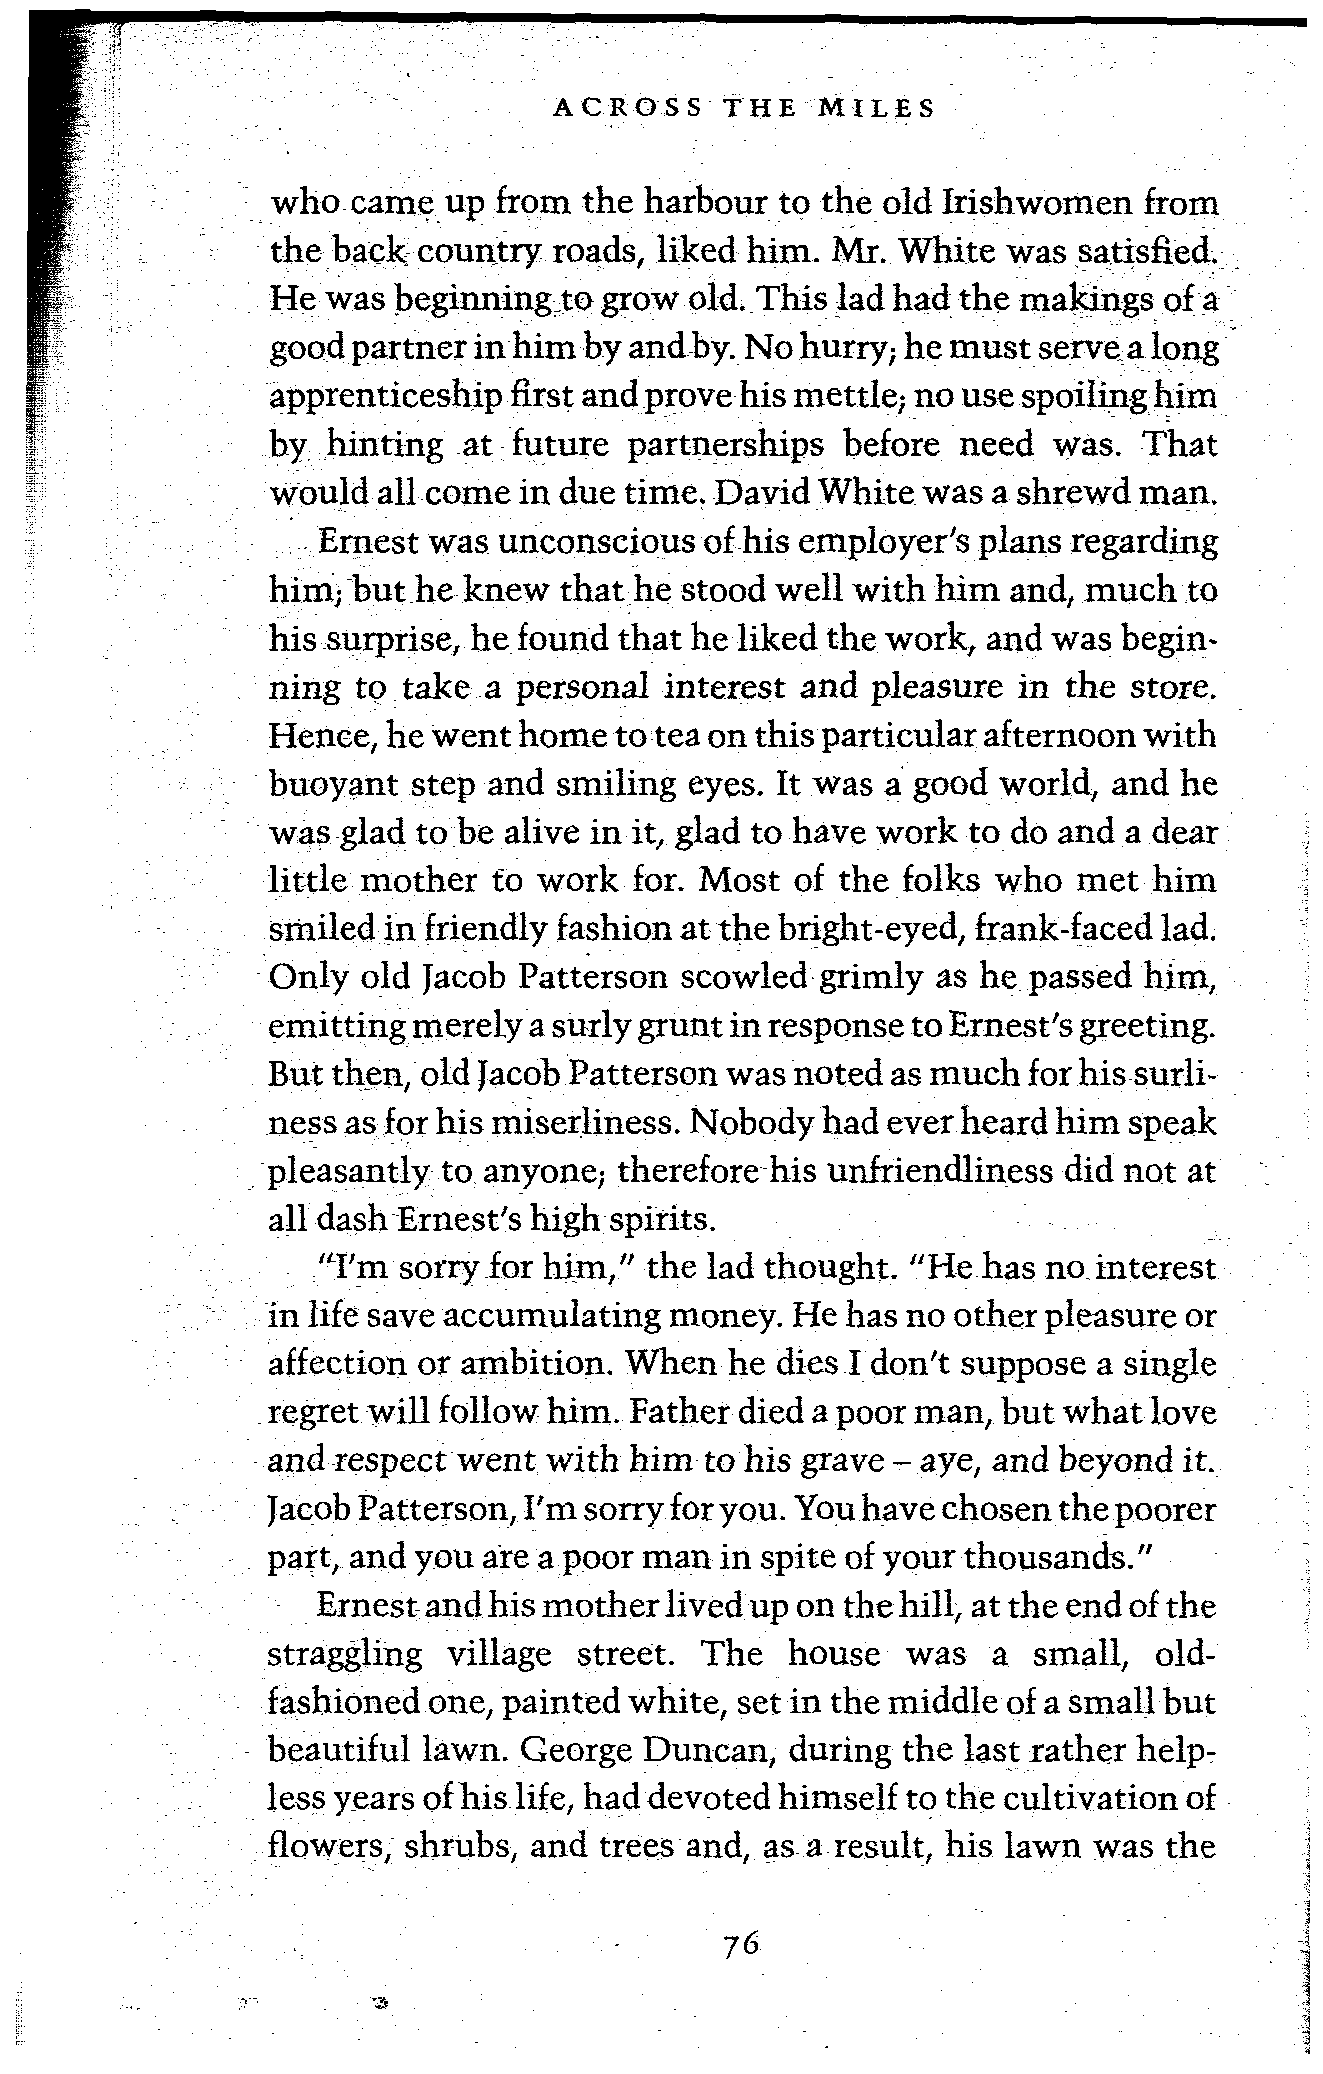 ACROSS THE MILES
who came up from the harbour to the old Irishwomen from
the back country roads, liked him. Mr. White was satisfied.
He was beginning to grow old. This lad had the makings of a
good partner in him by and by. No hurry; he must serve a long
apprenticeship first and prove his mettle; no use spoiling him
by hinting at future partnerships before need was. That
would all come in due time. David White was a shrewd man.
Ernest was unconscious of his employer's plans regarding
him; but he knew that he stood well with him and, much to
his surprise, he found that he liked the work, and was begin-
ning to take a personal interest and pleasure in the store.
Hence, he went home to tea on this particular afternoon with
buoyant step and smiling eyes. It was a good world, and he
was glad to be alive in it, glad to have work to do and a dear
little mother to work for. Most of the folks who met him
smiled in friendly fashion at the bright-eyed, frank-faced lad.
Only old Jacob Patterson scowled grimly as he passed him,
emitting merely a surly grunt in response to Ernest's greeting.
But then, old Jacob Patterson was noted as much for his surli-
ness as for his miserliness. Nobody had ever heard him speak
pleasantly to anyone; therefore his unfriendliness did not at
all dash Ernest's high spirits.
"I'm sorry for him," the lad thought. "He has no interest
in life save accumulating money. He has no other pleasure or
affection or ambition. When he dies I don't suppose a single
regret will follow him. Father died a poor man, but what love
and respect went with him to his grave – aye, and beyond it.
Jacob Patterson, I'm sorry for you. You have chosen the poorer
part, and you are a poor man in spite of your thousands."
Ernest and his mother lived up on the hill, at the end of the
straggling village street. The house was a small, old-
fashioned one, painted white, set in the middle of a small but
beautiful lawn. George Duncan, during the last rather help-
less years of his life, had devoted himself to the cultivation of
flowers, shrubs, and trees and, as a result, his lawn was the
76